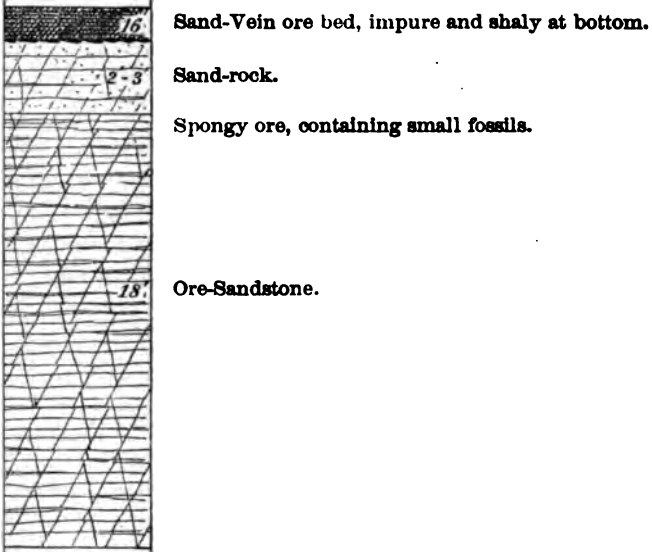 16 Sand-Vein ore bed, impure and shaly at bottom.
2-3 Sand-rock.
Spongy ore, containing small fossils.
18' Ore-Sandstone.